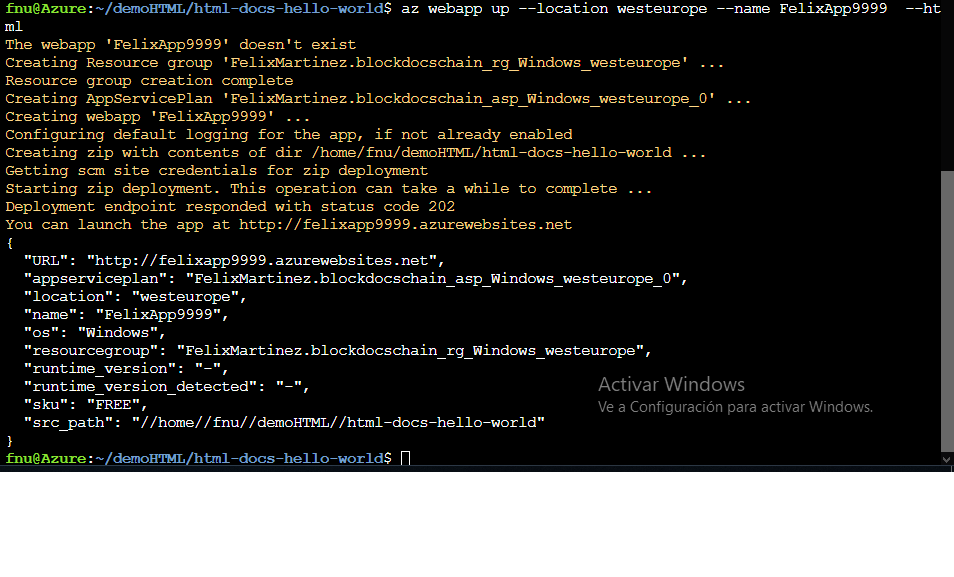 fnu@Azure:~/demoHTML/html-docs-hello-world$ az webapp up --location westeurope --name FelixApp9999  --ht
ml
The webapp 'FelixApp9999' doesn't exist
Creating Resource group 'FelixMartinez.blockdocschain_rg_Windows_westeurope' ...
Resource group creation complete
Creating AppServicePlan 'FelixMartinez.blockdocschain_asp_Windows_westeurope_0' ...
Creating webapp 'FelixApp9999' ...
Configuring default logging for the app, if not already enabled
Creating zip with contents of dir /home/fnu/demoHTML/html-docs-hello-world ...
Getting scm site credentials for zip deployment
Starting zip deployment. This operation can take a while to complete ...
Deployment endpoint responded with status code 202
You can launch the app at http://felixapp9999.azurewebsites.net
{
  "URL": "http://felixapp9999.azurewebsites.net",
  "appserviceplan": "FelixMartinez.blockdocschain_asp_Windows_westeurope_0",
  "location": "westeurope",
  "name": "FelixApp9999",
  "os": "Windows",
  "resourcegroup": "FelixMartinez.blockdocschain_rg_Windows_westeurope",
  "runtime_version": "-",
  "runtime_version_detected": "-",
  "sku": "FREE",
  "src_path": "//home//fnu//demoHTML//html-docs-hello-world"
}
fnu@Azure:~/demoHTML/html-docs-hello-world$
Activar Windows
Ve a Configuración para activar Windows.